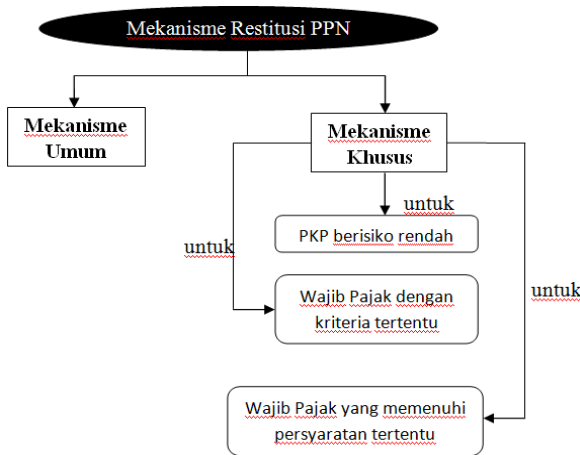 Mekanisme Restitusi PPN
Mekanisme
Umum
Mekanisme
Khusus
untuk
PKP berisiko rendah
untuk
Wajib Pajak dengan
kriteria tertentu
untuk
Wajib Pajak yang memenuhi
persyaratan tertentu